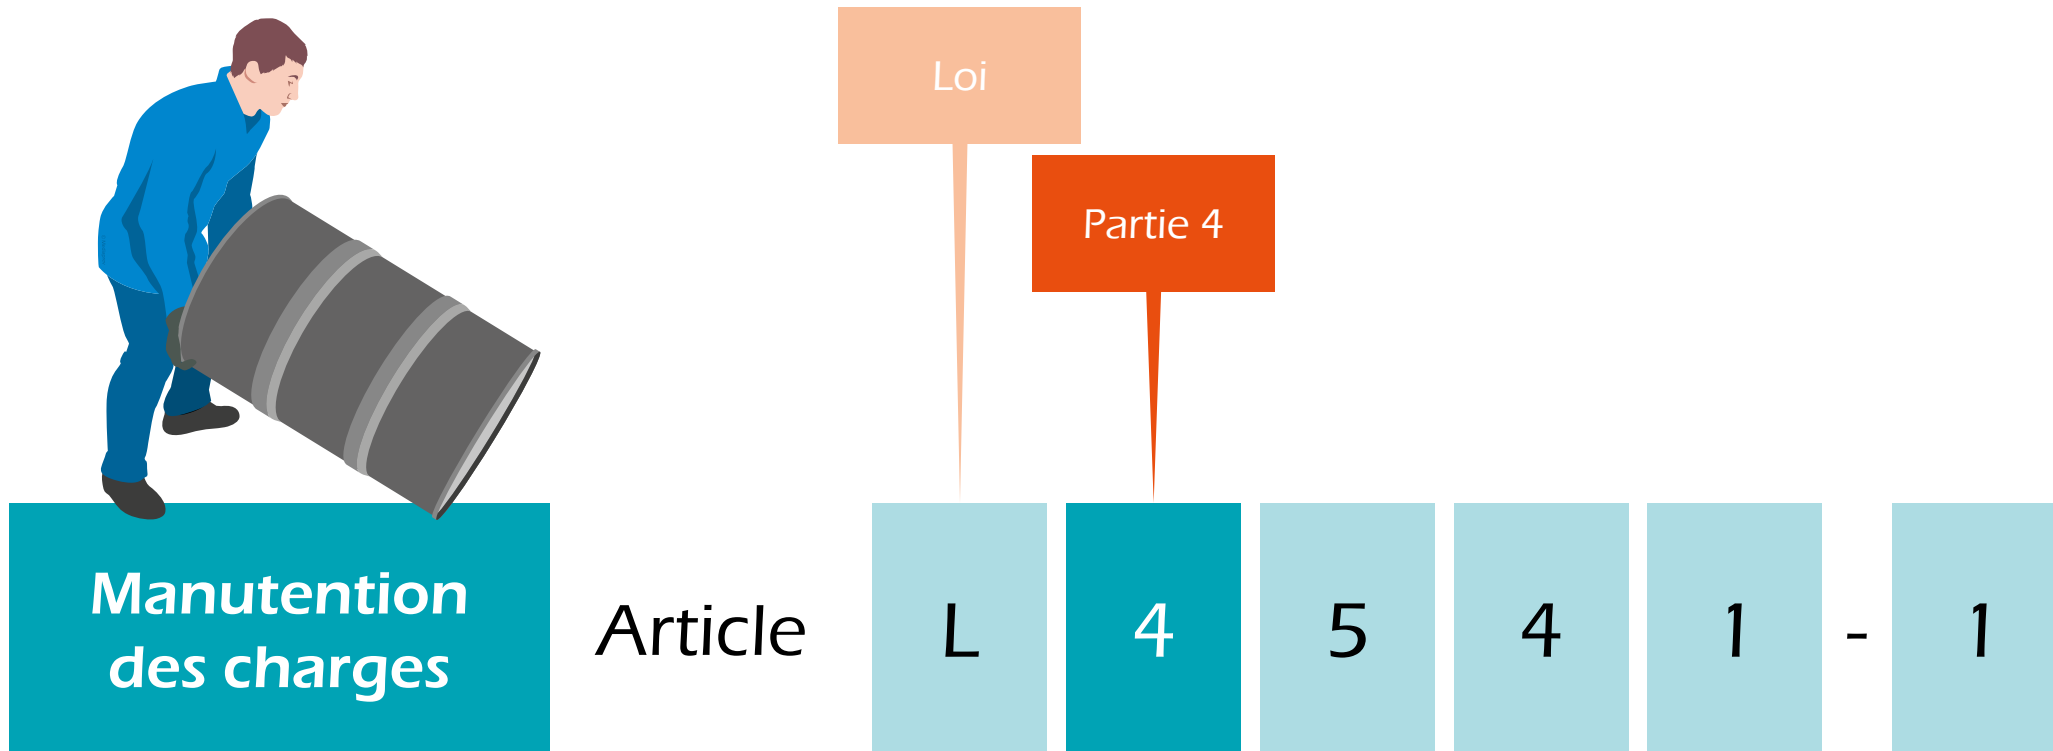 Loi
Partie 4
Manutention
des charges
Article L 4 5 4 1 - 1